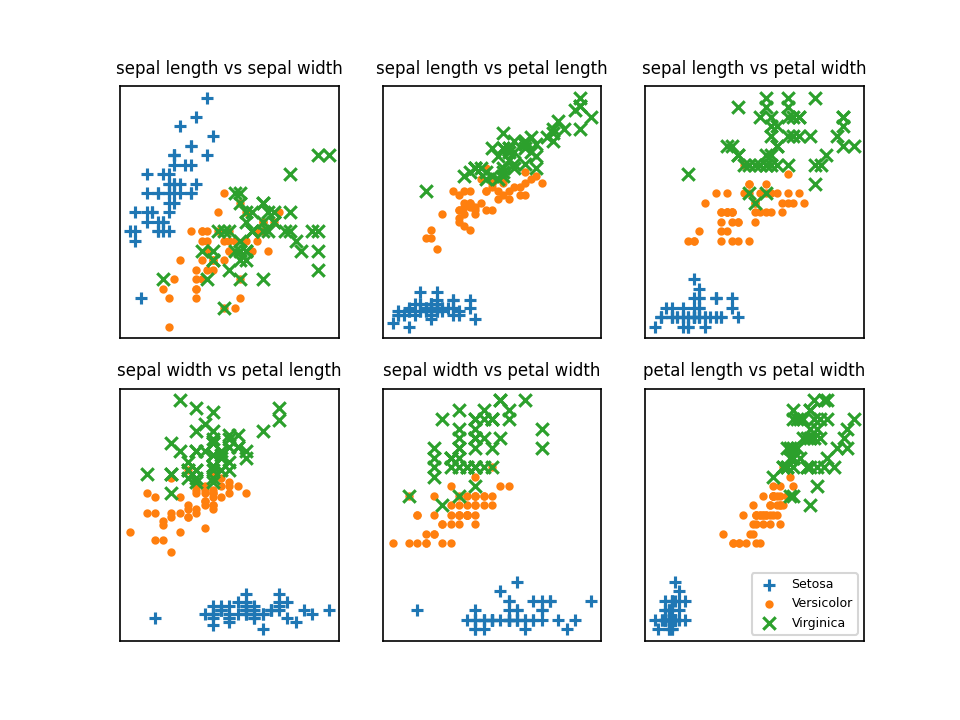 sepal length vs sepal width
sepal length vs petal length
sepal length vs petal width
sepal width vs petal length
sepal width vs petal width
petal length vs petal width
Setosa
Versicolor
Virginica